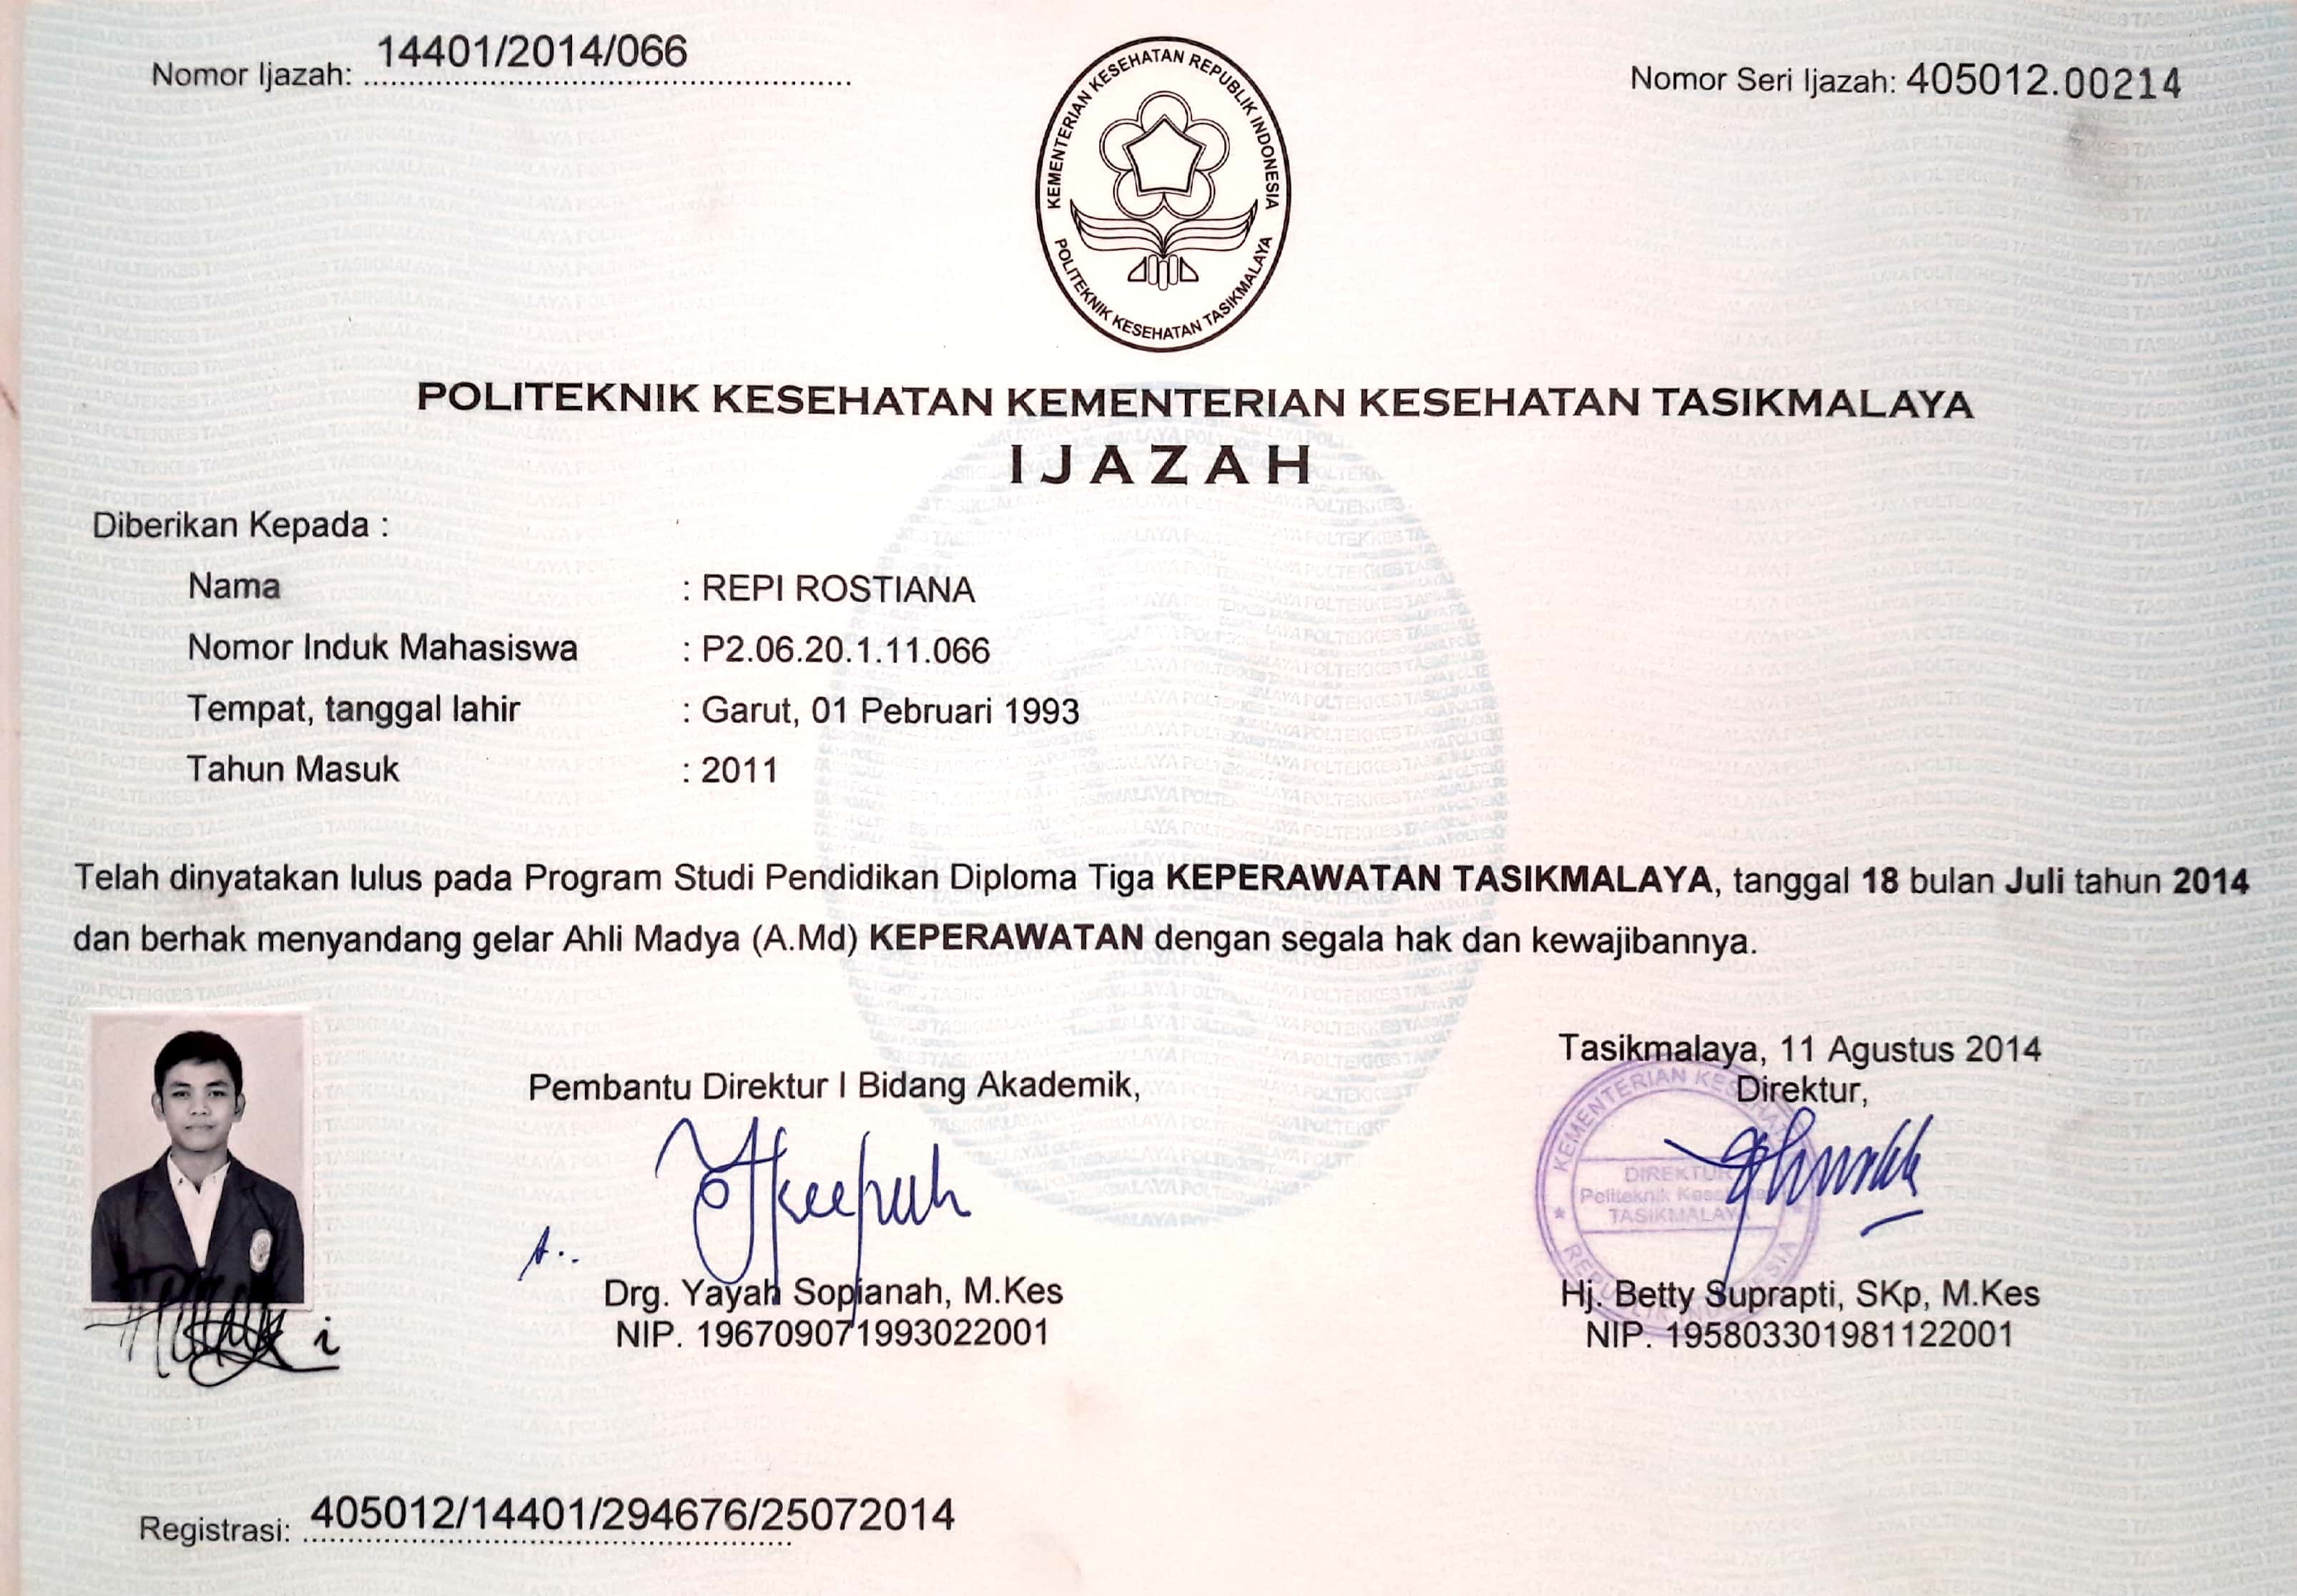 Nomor Ijazah: 14401/2014/066
Nomor Seri Ijazah: 405012.00214
KEMENTERIAN KESEHATAN REPUBLIK INDONESIA
POLITEKNIK KESEHATAN TASIKMALAYA
POLITEKNIK KESEHATAN KEMENTERIAN KESEHATAN TASIKMALAYA
IJAZAH
Diberikan Kepada :
Nama : REPI ROSTIANA
Nomor Induk Mahasiswa : P2.06.20.1.11.066
Tempat, tanggal lahir : Garut, 01 Pebruari 1993
Tahun Masuk : 2011
Telah dinyatakan lulus pada Program Studi Pendidikan Diploma Tiga KEPERAWATAN TASIKMALAYA, tanggal 18 bulan Juli tahun 2014
dan berhak menyandang gelar Ahli Madya (A.Md) KEPERAWATAN dengan segala hak dan kewajibannya.
Tasikmalaya, 11 Agustus 2014
Pembantu Direktur I Bidang Akademik,
Direktur,
KEMENTERIAN KESEHATAN
DIREKTUR
Politeknik Kesehatan
TASIKMALAYA
REPUBLIK INDONESIA
Drg. Yayah Sopianah, M.Kes
NIP. 196709071993022001
Hj. Betty Suprapti, SKp, M.Kes
NIP. 195803301981122001
Registrasi: 405012/14401/294676/25072014